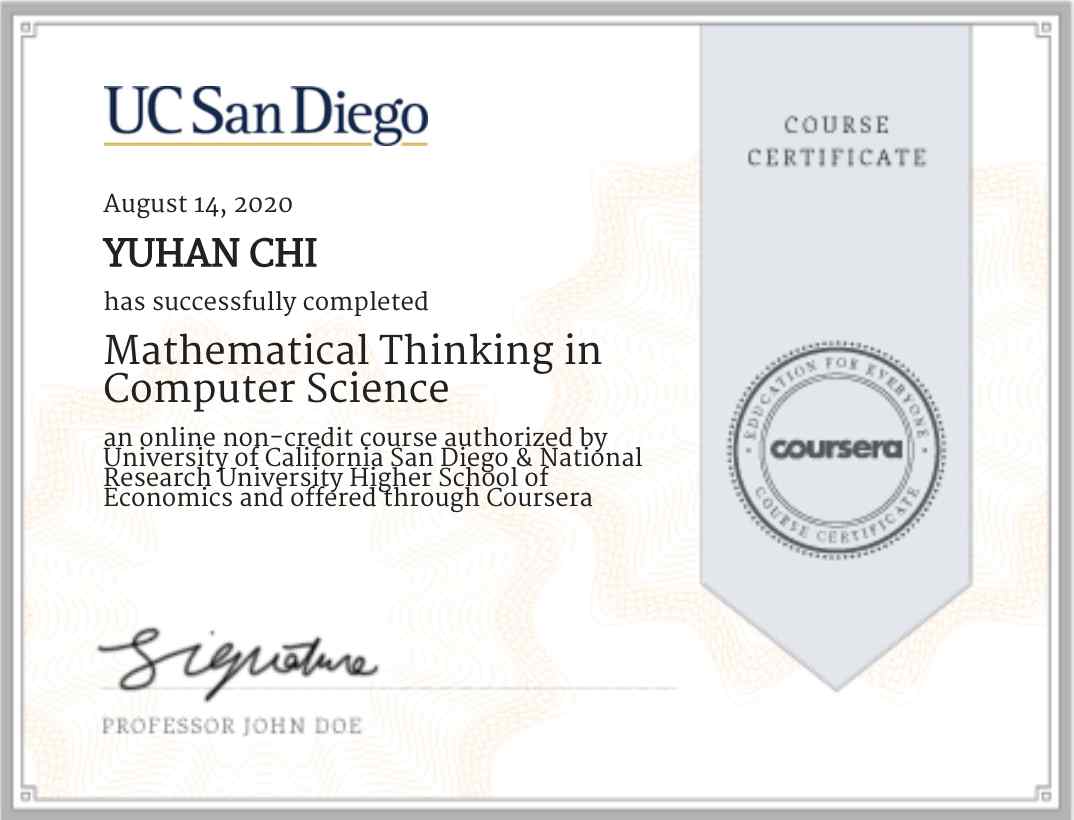 UC San Diego
COURSE
CERTIFICATE
August 14, 2020
YUHAN CHI
has successfully completed
Mathematical Thinking in
Computer Science
an online non-credit course authorized by
University of California San Diego & National
Research University Higher School of
Economics and offered through Coursera
EDUCATION FOR EVERYONE
coursera
COURSE CERTIFICATE
Signature
PROFESSOR JOHN DOE